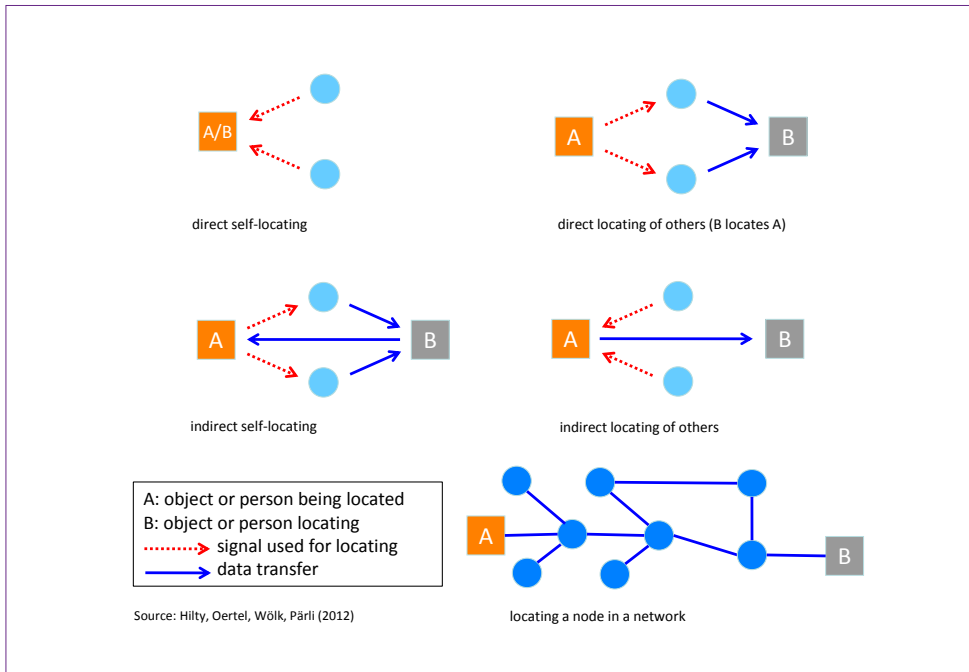 A/B
direct self-locating
A
B
direct locating of others (B locates A)
A
B
indirect self-locating
A
B
indirect locating of others
A: object or person being located
B: object or person locating
signal used for locating
data transfer
Source: Hilty, Oertel, Wölk, Pärli (2012)
A
B
locating a node in a network